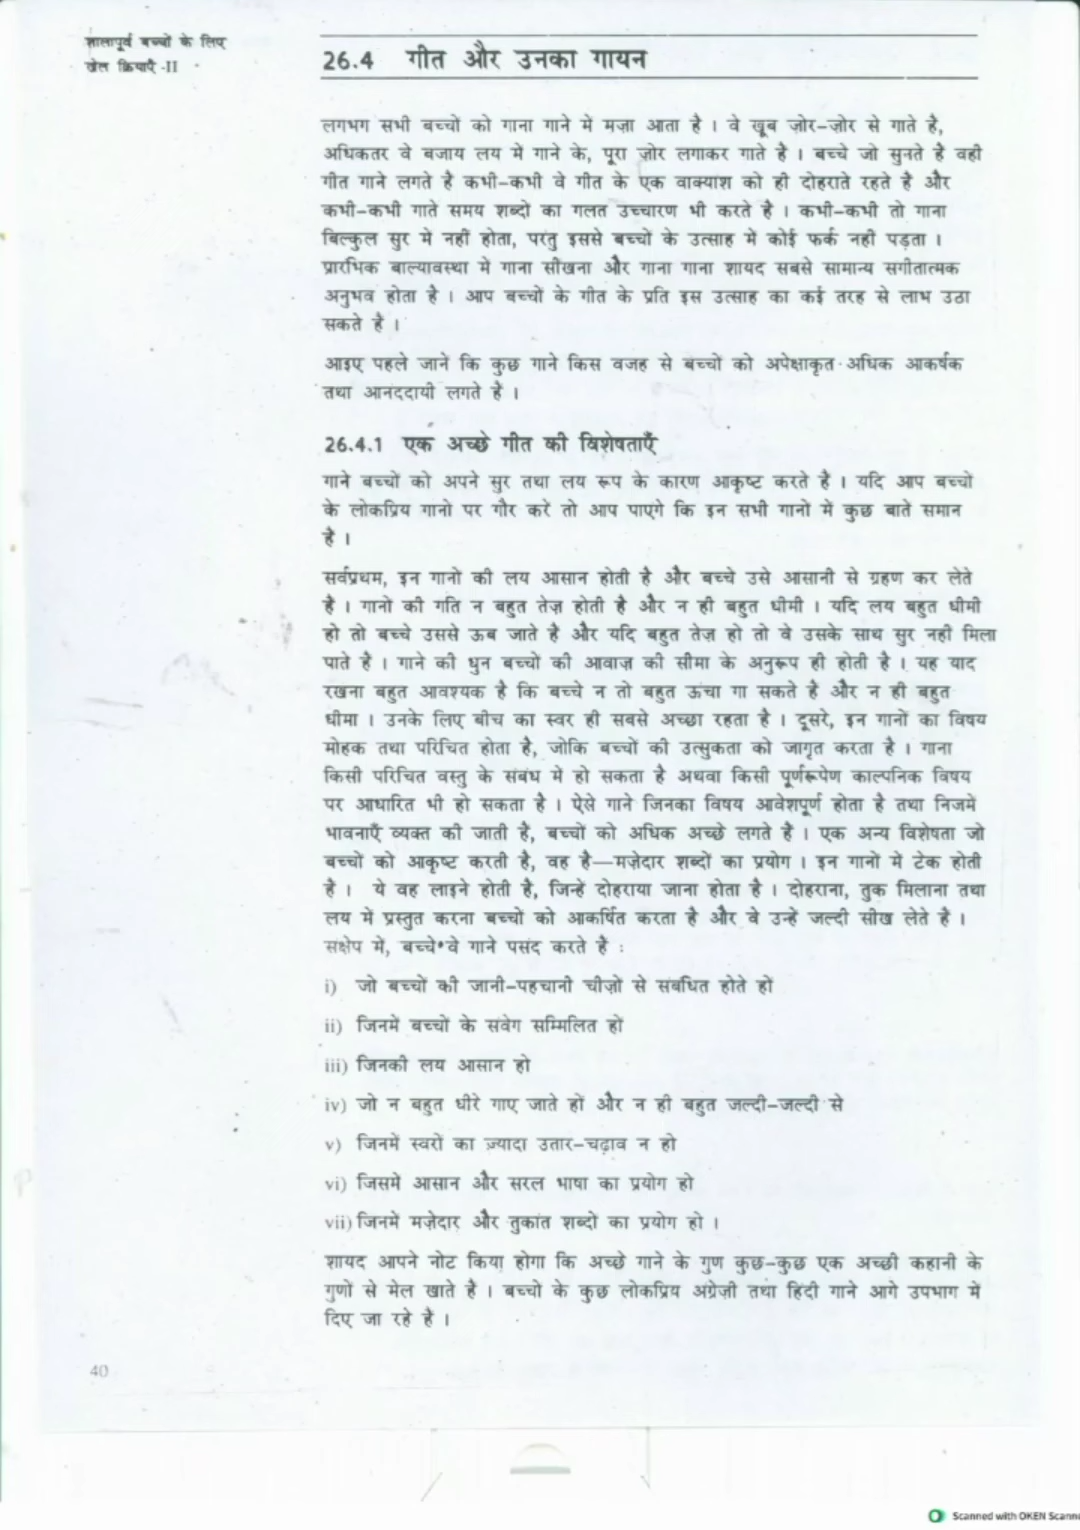 शालापूर्व बच्चों के लिए
खेल क्रियाएँ -II
26.4 गीत और उनका गायन
लगभग सभी बच्चों को गाना गाने में मज़ा आता है । वे खूब ज़ोर-ज़ोर से गाते हैं,
अधिकतर वे बजाय लय में गाने के, पूरा ज़ोर लगाकर गाते हैं । बच्चे जो सुनते हैं वही
गीत गाने लगते हैं कभी-कभी वे गीत के एक वाक्यांश को ही दोहराते रहते हैं और
कभी-कभी गाते समय शब्दों का गलत उच्चारण भी करते हैं । कभी-कभी तो गाना
बिल्कुल सुर में नहीं होता, परंतु इससे बच्चों के उत्साह में कोई फर्क नहीं पड़ता ।
प्रारंभिक बाल्यावस्था में गाना सीखना और गाना गाना शायद सबसे सामान्य संगीतात्मक
अनुभव होता है । आप बच्चों के गीत के प्रति इस उत्साह का कई तरह से लाभ उठा
सकते हैं ।
आइए पहले जानें कि कुछ गाने किस वजह से बच्चों को अपेक्षाकृत अधिक आकर्षक
तथा आनंददायी लगते हैं ।
26.4.1 एक अच्छे गीत की विशेषताएँ
गाने बच्चों को अपने सुर तथा लय रूप के कारण आकृष्ट करते हैं । यदि आप बच्चों
के लोकप्रिय गानों पर गौर करें तो आप पाएंगे कि इन सभी गानों में कुछ बातें समान
हैं ।
सर्वप्रथम, इन गानों की लय आसान होती है और बच्चे उसे आसानी से ग्रहण कर लेते
हैं । गानों की गति न बहुत तेज़ होती है और न ही बहुत धीमी । यदि लय बहुत धीमी
हो तो बच्चे उससे ऊब जाते हैं और यदि बहुत तेज़ हो तो वे उसके साथ सुर नहीं मिला
पाते हैं । गाने की धुन बच्चों की आवाज़ की सीमा के अनुरूप ही होती है । यह याद
रखना बहुत आवश्यक है कि बच्चे न तो बहुत ऊंचा गा सकते हैं और न ही बहुत
धीमा । उनके लिए बीच का स्वर ही सबसे अच्छा रहता है । दूसरे, इन गानों का विषय
मोहक तथा परिचित होता है, जोकि बच्चों की उत्सुकता को जागृत करता है । गाना
किसी परिचित वस्तु के संबंध में हो सकता है अथवा किसी पूर्णरूपेण काल्पनिक विषय
पर आधारित भी हो सकता है । ऐसे गाने जिनका विषय आवेशपूर्ण होता है तथा निजमें
भावनाएँ व्यक्त की जाती हैं, बच्चों को अधिक अच्छे लगते हैं । एक अन्य विशेषता जो
बच्चों को आकृष्ट करती है, वह है—मज़ेदार शब्दों का प्रयोग । इन गानों में टेक होती
है । ये वह लाइनें होती हैं, जिन्हें दोहराया जाना होता है । दोहराना, तुक मिलाना तथा
लय में प्रस्तुत करना बच्चों को आकर्षित करता है और वे उन्हें जल्दी सीख लेते हैं ।
संक्षेप में, बच्चे वे गाने पसंद करते हैं :
i) जो बच्चों की जानी-पहचानी चीज़ों से संबंधित होते हों
ii) जिनमें बच्चों के संवेग सम्मिलित हों
iii) जिनकी लय आसान हो
iv) जो न बहुत धीरे गाए जाते हों और न ही बहुत जल्दी-जल्दी से
v) जिनमें स्वरों का ज़्यादा उतार-चढ़ाव न हो
vi) जिसमें आसान और सरल भाषा का प्रयोग हो
vii) जिनमें मज़ेदार और तुकांत शब्दों का प्रयोग हो ।
शायद आपने नोट किया होगा कि अच्छे गाने के गुण कुछ-कुछ एक अच्छी कहानी के
गुणों से मेल खाते हैं । बच्चों के कुछ लोकप्रिय अंग्रेज़ी तथा हिंदी गाने आगे उपभाग में
दिए जा रहे हैं ।
40
Scanned with OKEN Scann